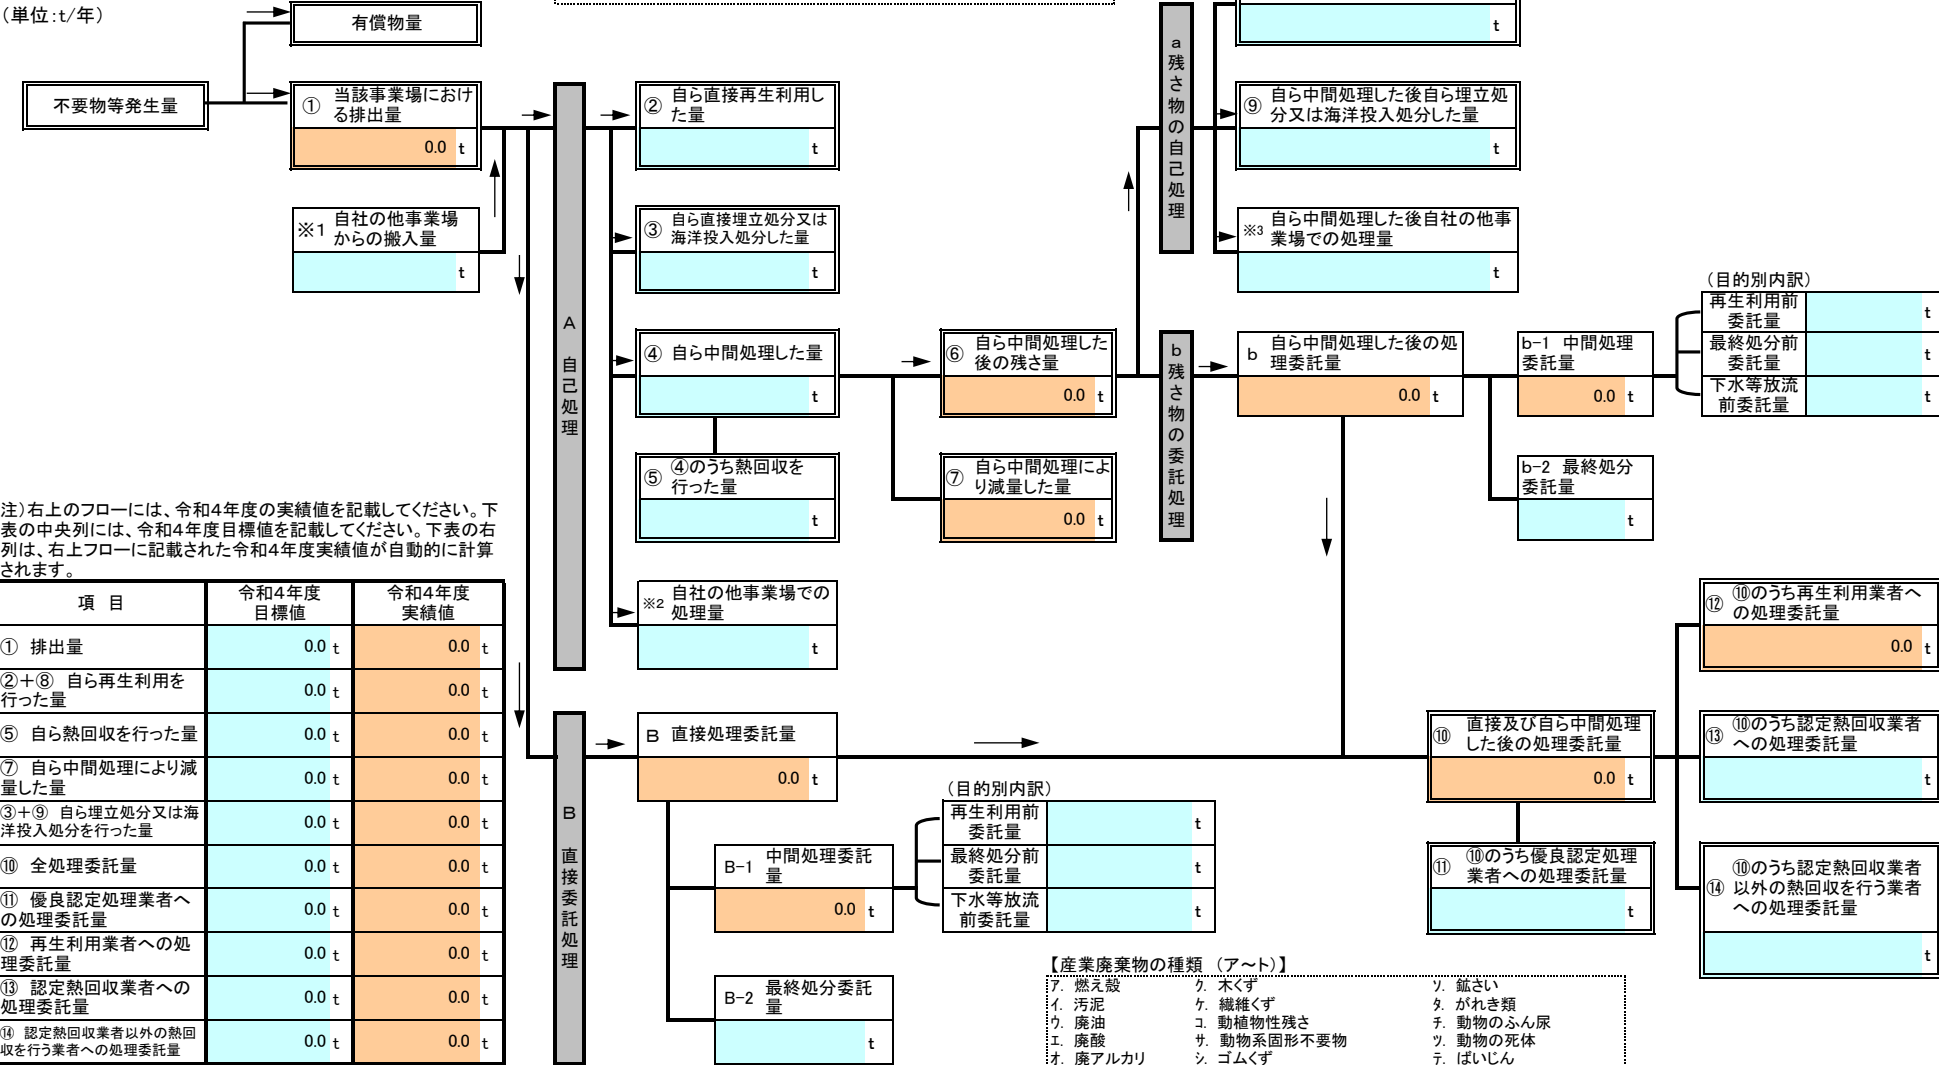 （単位：t/年）
有償物量
t
不要物等発生量
① 当該事業場におけ
る排出量
0.0 t
※1 自社の他事業場
からの搬入量
t
A 自己処理
② 自ら直接再生利用し
た量
t
③ 自ら直接埋立処分又は
海洋投入処分した量
t
④ 自ら中間処理した量
t
⑤ ④のうち熱回収を
行った量
t
※2 自社の他事業場での
処理量
t
⑥ 自ら中間処理した
後の残さ量
0.0 t
⑦ 自ら中間処理によ
り減量した量
0.0 t
a残さ物の自己処理
⑨ 自ら中間処理した後自ら埋立処
分又は海洋投入処分した量
t
※3 自ら中間処理した後自社の他事
業場での処理量
t
b残さ物の委託処理
b 自ら中間処理した後の処
理委託量
0.0 t
b-1 中間処理
委託量
0.0 t
b-2 最終処分
委託量
t
（目的別内訳）
再生利用前
委託量
t
最終処分前
委託量
t
下水等放流
前委託量
t
注）右上のフローには、令和４年度の実績値を記載してください。下
表の中央列には、令和４年度目標値を記載してください。下表の右
列は、右上フローに記載された令和４年度実績値が自動的に計算
されます。
項 目 令和４年度 目標値 令和４年度 実績値
① 排出量 0.0 t 0.0 t
②＋⑧ 自ら再生利用を
行った量 0.0 t 0.0 t
⑤ 自ら熱回収を行った量 0.0 t 0.0 t
⑦ 自ら中間処理により減
量した量 0.0 t 0.0 t
③＋⑨ 自ら埋立処分又は海
洋投入処分を行った量 0.0 t 0.0 t
⑩ 全処理委託量 0.0 t 0.0 t
⑪ 優良認定処理業者へ
の処理委託量 0.0 t 0.0 t
⑫ 再生利用業者への処
理委託量 0.0 t 0.0 t
⑬ 認定熱回収業者への
処理委託量 0.0 t 0.0 t
⑭ 認定熱回収業者以外の熱回
収を行う業者への処理委託量 0.0 t 0.0 t
B 直接委託処理
B 直接処理委託量
0.0 t
B-1 中間処理委託
量
0.0 t
B-2 最終処分委託
量
t
（目的別内訳）
再生利用前
委託量
t
最終処分前
委託量
t
下水等放流
前委託量
t
⑩ 直接及び自ら中間処理
した後の処理委託量
0.0 t
⑪ ⑩のうち優良認定処理
業者への処理委託量
t
⑫ ⑩のうち再生利用業者へ
の処理委託量
0.0 t
⑬ ⑩のうち認定熱回収業者
への処理委託量
t
⑭ ⑩のうち認定熱回収業者
以外の熱回収を行う業者
への処理委託量
t
【産業廃棄物の種類 （ア～ト）】
ア. 燃え殻 ク. 木くず ソ. 鉱さい
イ. 汚泥 ケ. 繊維くず タ. がれき類
ウ. 廃油 コ. 動植物性残さ チ. 動物のふん尿
エ. 廃酸 サ. 動物系固形不要物 ツ. 動物の死体
オ. 廃アルカリ シ. ゴムくず テ. ばいじん